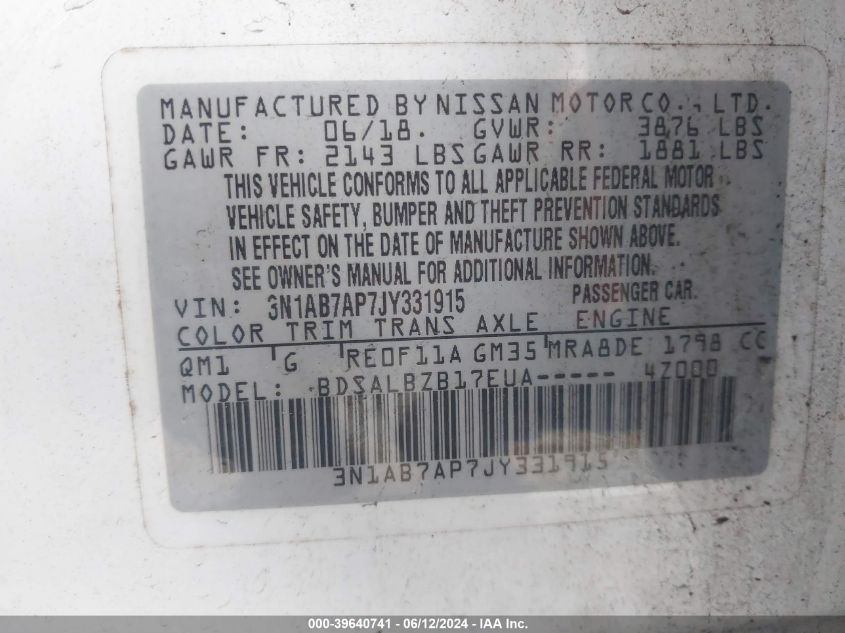 MANUFACTURED BY NISSAN MOTOR CO., LTD.
DATE: 06/18. GVWR: 3876 LBS
GAWR FR: 2143 LBS GAWR RR: 1881 LBS
THIS VEHICLE CONFORMS TO ALL APPLICABLE FEDERAL MOTOR
VEHICLE SAFETY, BUMPER AND THEFT PREVENTION STANDARDS
IN EFFECT ON THE DATE OF MANUFACTURE SHOWN ABOVE.
SEE OWNER'S MANUAL FOR ADDITIONAL INFORMATION.
VIN: 3N1AB7AP7JY331915 PASSENGER CAR.
COLOR TRIM TRANS AXLE ENGINE
QM1 G RE0F11A GM35 MRA8DE 1798 CC
MODEL: BDSALBZB17EUA----- 4Z000
3N1AB7AP7JY331915
000-39640741 - 06/12/2024 - IAA Inc.